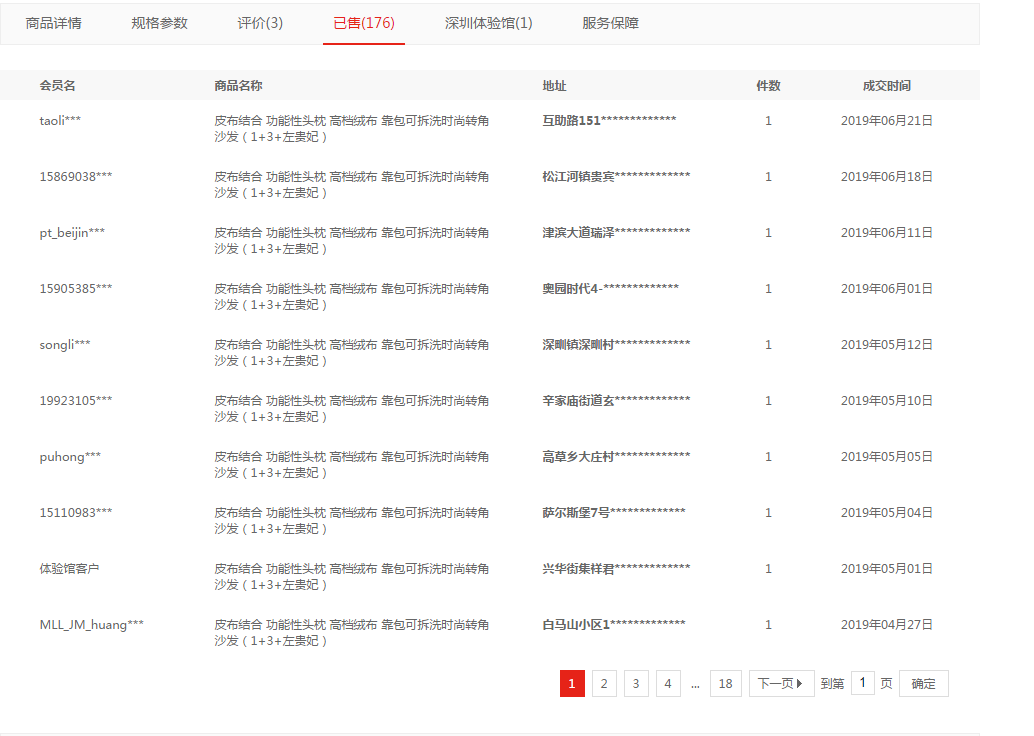 商品详情 规格参数 评价(3) 已售(176) 深圳体验馆(1) 服务保障
会员名 商品名称 地址 件数 成交时间
taoli*** 皮布结合 功能性头枕 高档绒布 靠包可拆洗时尚转角 互助路151************* 1 2019年06月21日
沙发（1+3+左贵妃）
15869038*** 皮布结合 功能性头枕 高档绒布 靠包可拆洗时尚转角 松江河镇贵宾************* 1 2019年06月18日
沙发（1+3+左贵妃）
pt_beijin*** 皮布结合 功能性头枕 高档绒布 靠包可拆洗时尚转角 津滨大道瑞泽************* 1 2019年06月11日
沙发（1+3+左贵妃）
15905385*** 皮布结合 功能性头枕 高档绒布 靠包可拆洗时尚转角 奥园时代4-************* 1 2019年06月01日
沙发（1+3+左贵妃）
songli*** 皮布结合 功能性头枕 高档绒布 靠包可拆洗时尚转角 深甽镇深甽村************* 1 2019年05月12日
沙发（1+3+左贵妃）
19923105*** 皮布结合 功能性头枕 高档绒布 靠包可拆洗时尚转角 辛家庙街道玄************* 1 2019年05月10日
沙发（1+3+左贵妃）
puhong*** 皮布结合 功能性头枕 高档绒布 靠包可拆洗时尚转角 高草乡大庄村************* 1 2019年05月05日
沙发（1+3+左贵妃）
15110983*** 皮布结合 功能性头枕 高档绒布 靠包可拆洗时尚转角 萨尔斯堡7号************* 1 2019年05月04日
沙发（1+3+左贵妃）
体验馆客户 皮布结合 功能性头枕 高档绒布 靠包可拆洗时尚转角 兴华街集祥君************* 1 2019年05月01日
沙发（1+3+左贵妃）
MLL_JM_huang*** 皮布结合 功能性头枕 高档绒布 靠包可拆洗时尚转角 白马山小区1************* 1 2019年04月27日
沙发（1+3+左贵妃）
1 2 3 4 ... 18 下一页 到第 1 页 确定